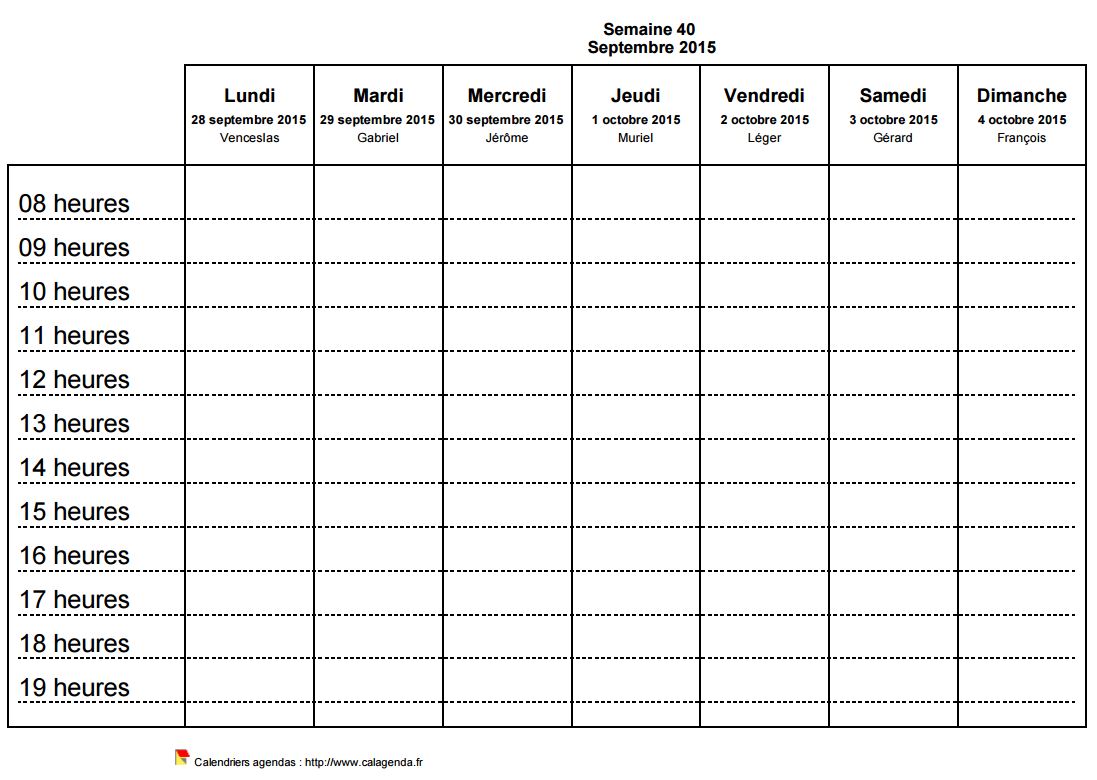 Semaine 40
Septembre 2015
Lundi Mardi Mercredi Jeudi Vendredi Samedi Dimanche
28 septembre 2015 29 septembre 2015 30 septembre 2015 1 octobre 2015 2 octobre 2015 3 octobre 2015 4 octobre 2015
Venceslas Gabriel Jérôme Muriel Léger Gérard François
08 heures
09 heures
10 heures
11 heures
12 heures
13 heures
14 heures
15 heures
16 heures
17 heures
18 heures
19 heures
Calendriers agendas : http://www.calagenda.fr